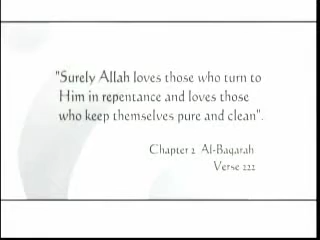 "Surely Allah loves those who turn to
Him in repentance and loves those
who keep themselves pure and clean".
Chapter 2 Al-Baqarah
Verse 222